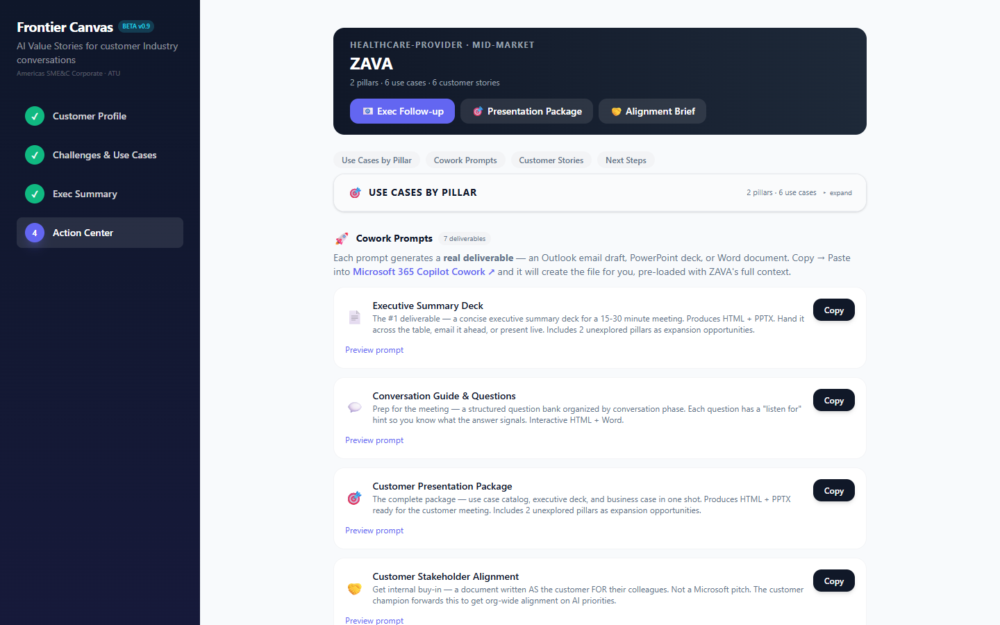 Frontier Canvas BETA v0.9
AI Value Stories for customer Industry
conversations
Americas SME&C Corporate · ATU
Customer Profile
Challenges & Use Cases
Exec Summary
4 Action Center
HEALTHCARE-PROVIDER · MID-MARKET
ZAVA
2 pillars · 6 use cases · 6 customer stories
Exec Follow-up Presentation Package Alignment Brief
Use Cases by Pillar Cowork Prompts Customer Stories Next Steps
USE CASES BY PILLAR 2 pillars · 6 use cases ▸ expand
Cowork Prompts 7 deliverables
Each prompt generates a real deliverable — an Outlook email draft, PowerPoint deck, or Word document. Copy → Paste
into Microsoft 365 Copilot Cowork ↗ and it will create the file for you, pre-loaded with ZAVA's full context.
Executive Summary Deck
The #1 deliverable — a concise executive summary deck for a 15-30 minute meeting. Produces HTML + PPTX. Hand it
across the table, email it ahead, or present live. Includes 2 unexplored pillars as expansion opportunities.
Copy
Preview prompt
Conversation Guide & Questions
Prep for the meeting — a structured question bank organized by conversation phase. Each question has a "listen for"
hint so you know what the answer signals. Interactive HTML + Word.
Copy
Preview prompt
Customer Presentation Package
The complete package — use case catalog, executive deck, and business case in one shot. Produces HTML + PPTX
ready for the customer meeting. Includes 2 unexplored pillars as expansion opportunities.
Copy
Preview prompt
Customer Stakeholder Alignment
Get internal buy-in — a document written AS the customer FOR their colleagues. Not a Microsoft pitch. The customer
champion forwards this to get org-wide alignment on AI priorities.
Copy
Preview prompt